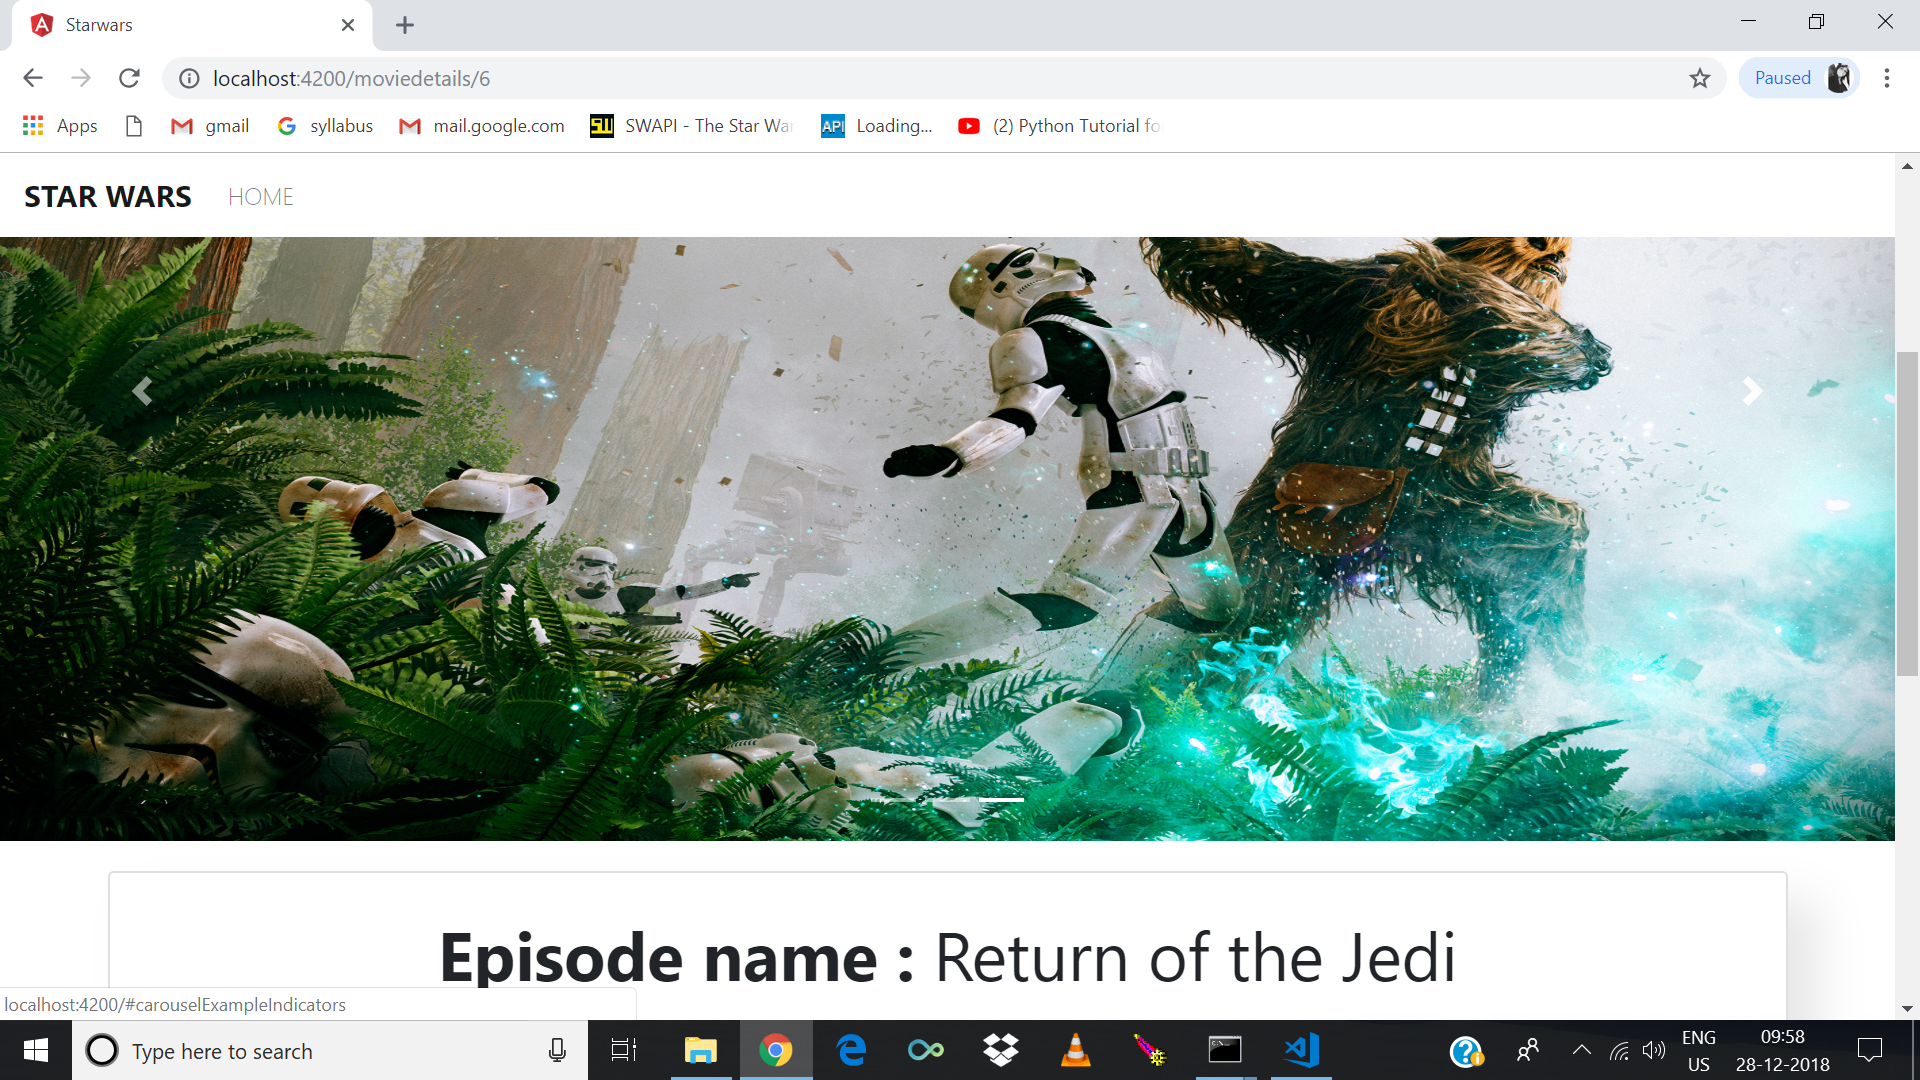 Starwars
localhost:4200/moviedetails/6
Paused
Apps
gmail
syllabus
mail.google.com
SWAPI - The Star War
API
Loading...
(2) Python Tutorial fo
STAR WARS
HOME
Episode name : Return of the Jedi
localhost:4200/#carouselExampleIndicators
Type here to search
ENG
US
09:58
28-12-2018